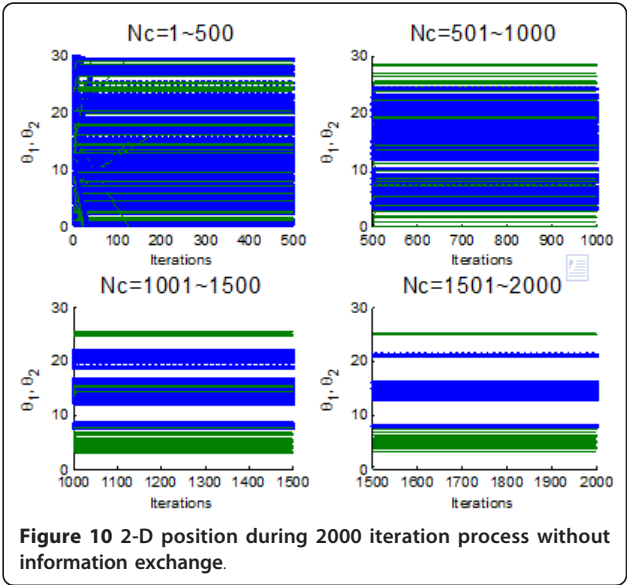 Nc=1~500
Nc=501~1000
30
20
10
0
θ₁, θ₂
0 100 200 300 400 500
Iterations
30
20
10
0
θ₁, θ₂
500 600 700 800 900 1000
Iterations
Nc=1001~1500
Nc=1501~2000
30
20
10
0
θ₁, θ₂
1000 1100 1200 1300 1400 1500
Iterations
30
20
10
0
θ₁, θ₂
1500 1600 1700 1800 1900 2000
Iterations
Figure 10 2-D position during 2000 iteration process without
information exchange.